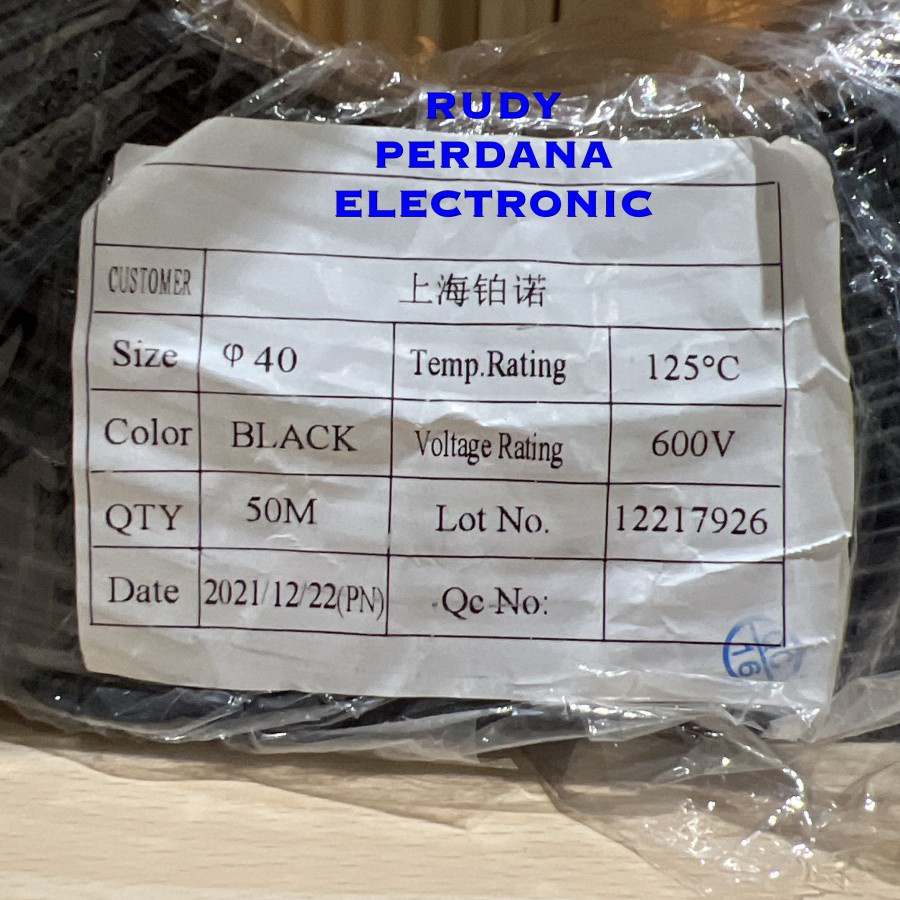 RUDY
PERDANA
ELECTRONIC
CUSTOMER 上海铂诺
Size φ 40 Temp.Rating 125°C
Color BLACK Voltage Rating 600V
QTY 50M Lot No. 12217926
Date 2021/12/22(PN) Qc No:
16